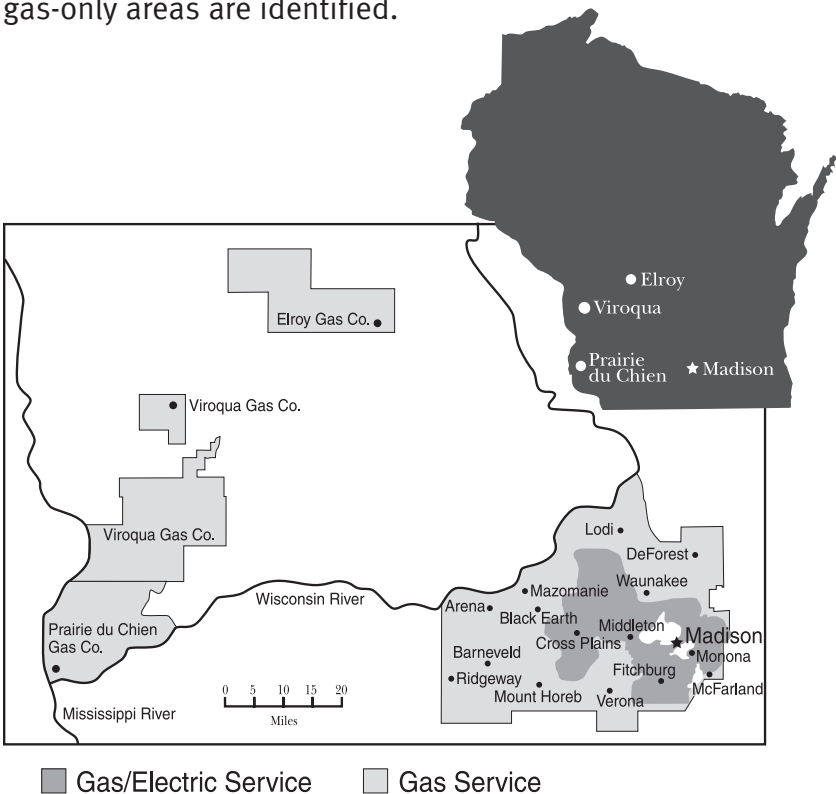 gas-only areas are identified.
Elroy
Viroqua
Prairie
du Chien
Madison
Elroy Gas Co.
Viroqua Gas Co.
Viroqua Gas Co.
Prairie du Chien
Gas Co.
Wisconsin River
Mississippi River
0 5 10 15 20
Miles
Lodi
DeForest
Waunakee
Mazomanie
Arena
Black Earth
Middleton
Cross Plains
Madison
Monona
Barneveld
Fitchburg
Ridgeway
McFarland
Mount Horeb
Verona
Gas/Electric Service
Gas Service